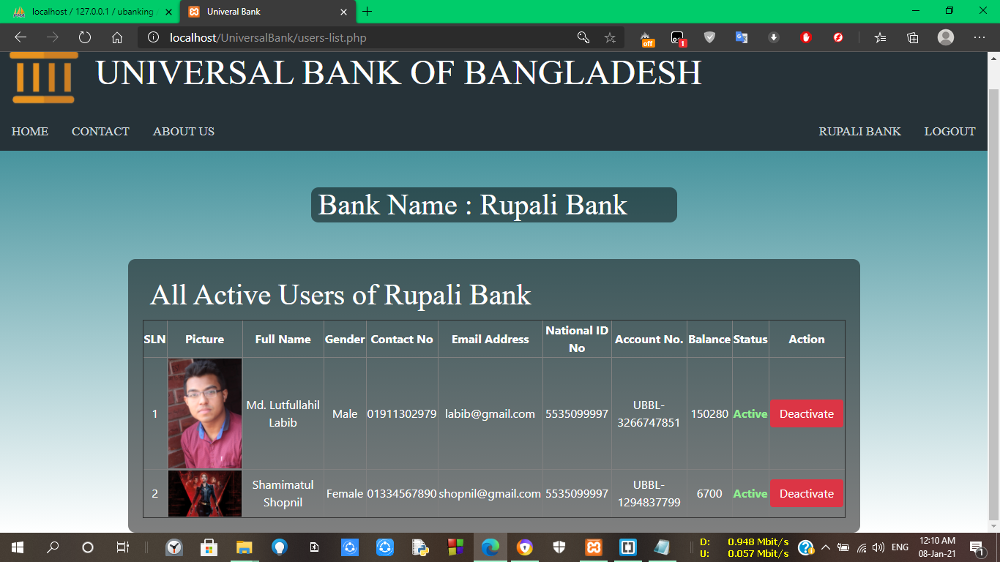 localhost / 127.0.0.1 / ubanking
Univeral Bank
localhost/UniversalBank/users-list.php
off
1
UNIVERSAL BANK OF BANGLADESH
HOME CONTACT ABOUT US RUPALI BANK LOGOUT
Bank Name : Rupali Bank
All Active Users of Rupali Bank
SLN Picture Full Name Gender Contact No Email Address National ID No Account No. Balance Status Action
1 Md. Lutfullahil Labib Male 01911302979 labib@gmail.com 5535099997 UBBL-3266747851 150280 Active Deactivate
2 Shamimatul Shopnil Female 01334567890 shopnil@gmail.com 5535099997 UBBL-1294837799 6700 Active Deactivate
D: 0.948 Mbit/s
U: 0.057 Mbit/s
ENG
12:10 AM
08-Jan-21
1